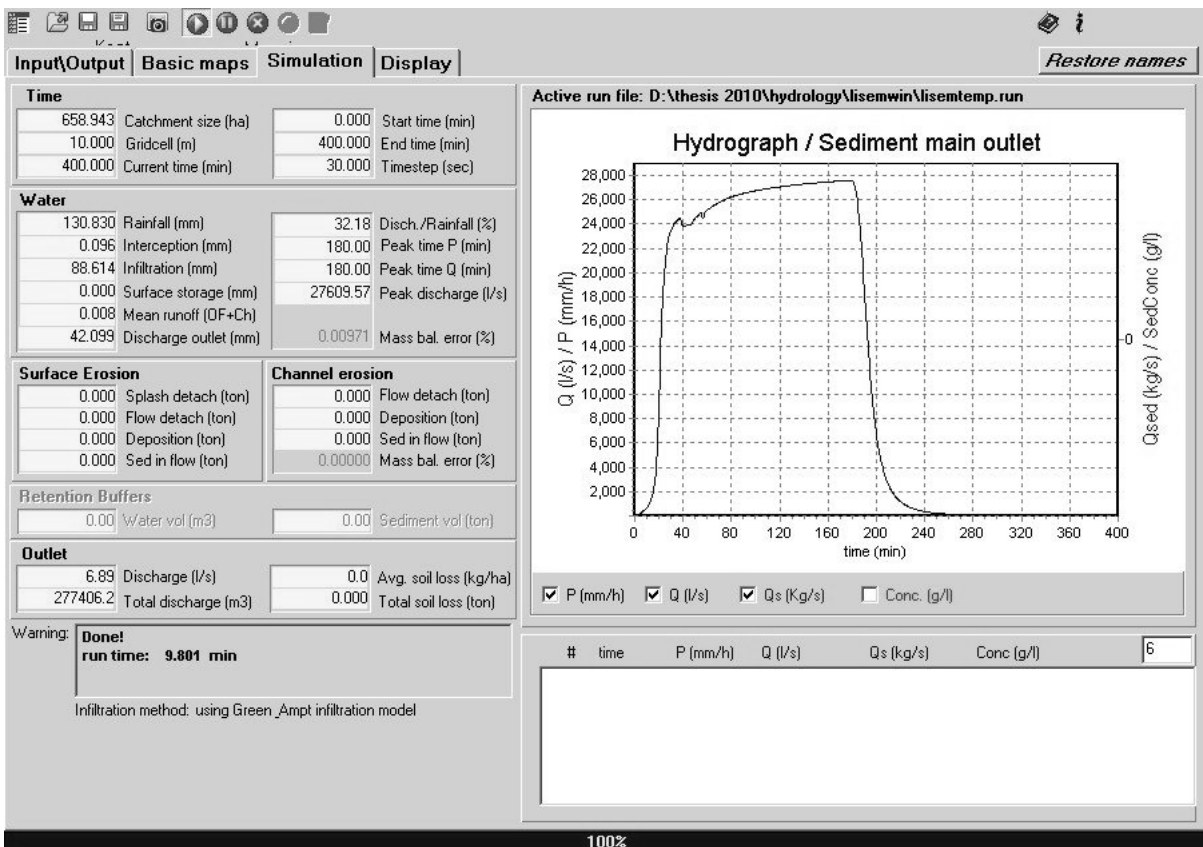 Input\Output Basic maps Simulation Display Restore names
Time
658.943 Catchment size (ha) 0.000 Start time (min)
10.000 Gridcell (m) 400.000 End time (min)
400.000 Current time (min) 30.000 Timestep (sec)
Water
130.830 Rainfall (mm) 32.18 Disch./Rainfall (%)
0.096 Interception (mm) 180.00 Peak time P (min)
88.614 Infiltration (mm) 180.00 Peak time Q (min)
0.000 Surface storage (mm) 27609.57 Peak discharge (l/s)
0.008 Mean runoff (OF+Ch)
42.099 Discharge outlet (mm) 0.00971 Mass bal. error (%)
Surface Erosion Channel erosion
0.000 Splash detach (ton) 0.000 Flow detach (ton)
0.000 Flow detach (ton) 0.000 Deposition (ton)
0.000 Deposition (ton) 0.000 Sed in flow (ton)
0.000 Sed in flow (ton) 0.00000 Mass bal. error (%)
Retention Buffers
0.00 Water vol (m3) 0.00 Sediment vol (ton)
Outlet
6.89 Discharge (l/s) 0.0 Avg. soil loss (kg/ha)
277406.2 Total discharge (m3) 0.000 Total soil loss (ton)
Warning: Done!
run time: 9.801 min
Infiltration method: using Green_Ampt infiltration model
Active run file: D:\thesis 2010\hydrology\lisemwin\lisemtemp.run
Hydrograph / Sediment main outlet
28,000
26,000
24,000
22,000
20,000
18,000
16,000
14,000
12,000
10,000
8,000
6,000
4,000
2,000
Q (l/s) / P (mm/h)
0
Qsed (kg/s) / SedConc (g/l)
0 40 80 120 160 200 240 280 320 360 400
time (min)
P (mm/h) Q (l/s) Qs (Kg/s) Conc. (g/l)
# time P (mm/h) Q (l/s) Qs (kg/s) Conc (g/l) 6
100%